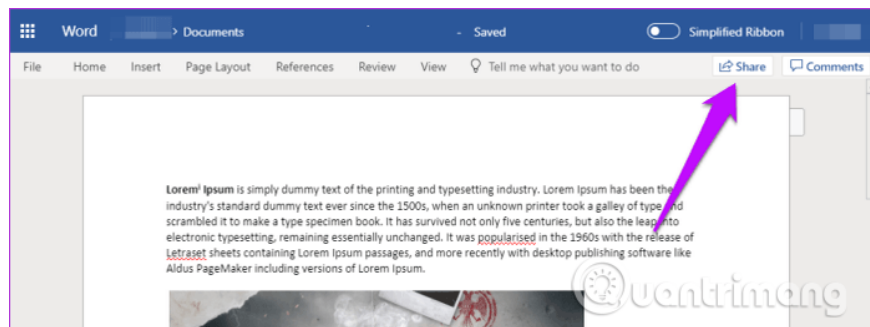 Word > Documents - Saved Simplified Ribbon
File Home Insert Page Layout References Review View Tell me what you want to do Share Comments
Lorem Ipsum is simply dummy text of the printing and typesetting industry. Lorem Ipsum has been the
industry's standard dummy text ever since the 1500s, when an unknown printer took a galley of type and
scrambled it to make a type specimen book. It has survived not only five centuries, but also the leap into
electronic typesetting, remaining essentially unchanged. It was popularised in the 1960s with the release of
Letraset sheets containing Lorem Ipsum passages, and more recently with desktop publishing software like
Aldus PageMaker including versions of Lorem Ipsum.
Quantrimang